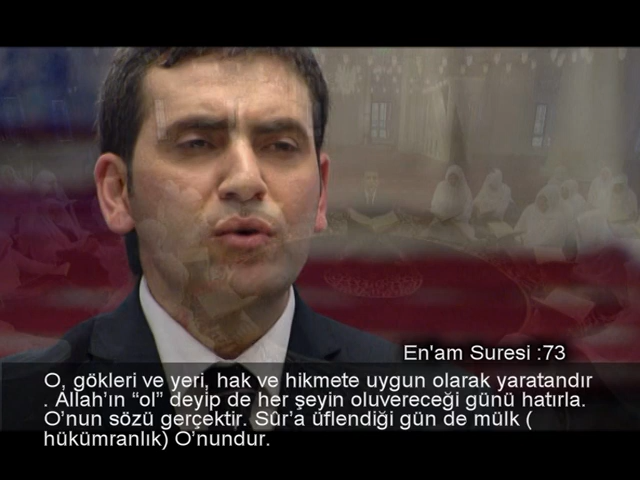 En'am Suresi :73
O, gökleri ve yeri, hak ve hikmete uygun olarak yaratandır
. Allah’ın “ol” deyip de her şeyin oluvereceği günü hatırla.
O’nun sözü gerçektir. Sûr’a üflendiği gün de mülk (
hükümranlık) O’nundur.